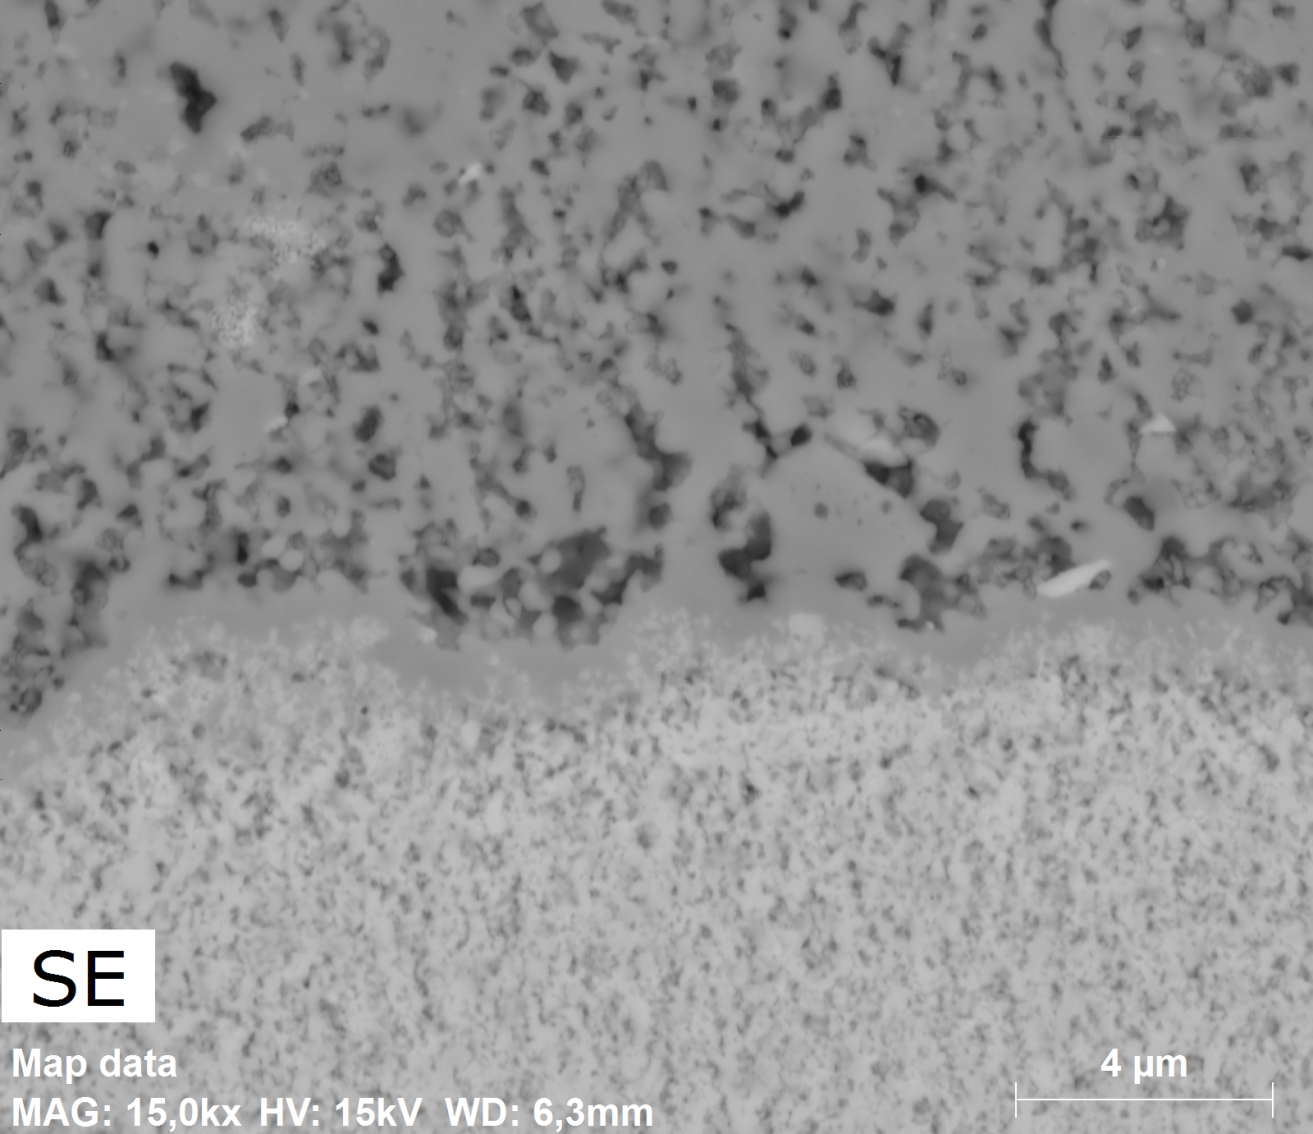 SE
Map data
4 µm
MAG: 15,0kx HV: 15kV WD: 6,3mm